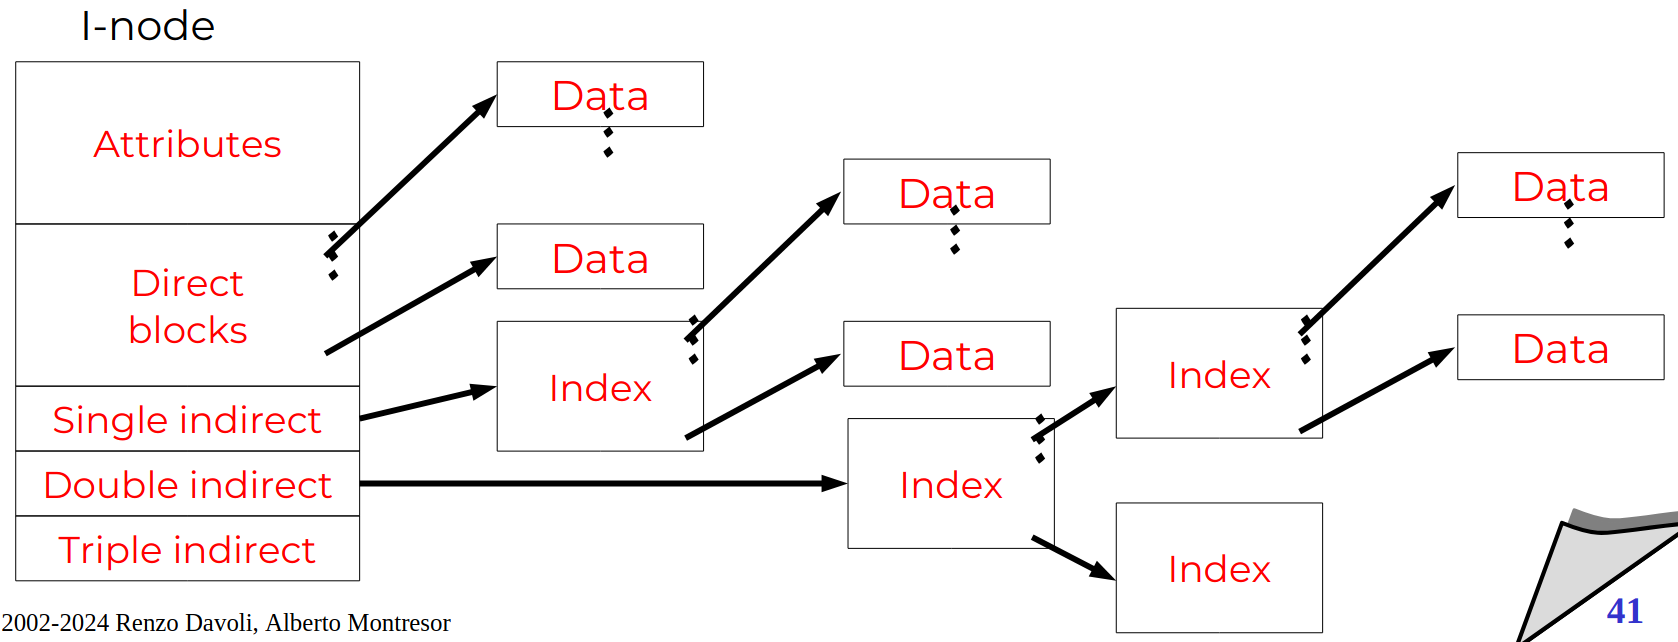 I-node
Attributes
Direct
blocks
Single indirect
Double indirect
Triple indirect
Data
Data
Index
Data
Data
Index
Index
Index
Data
Data
2002-2024 Renzo Davoli, Alberto Montresor
41